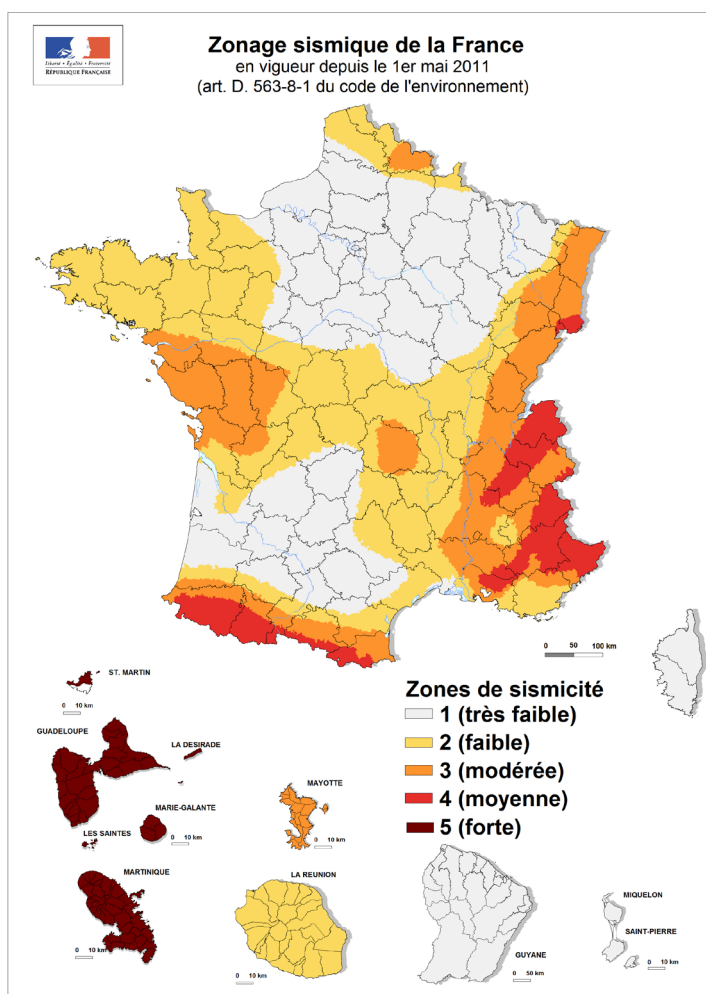 Zonage sismique de la France
en vigueur depuis le 1er mai 2011
(art. D. 563-8-1 du code de l'environnement)
Liberté • Égalité • Fraternité
RÉPUBLIQUE FRANÇAISE
0 50 100 km
ST. MARTIN
0 10 km
GUADELOUPE
LA DESIRADE
MARIE-GALANTE
LES SAINTES
0 10 km
MAYOTTE
0 10 km
Zones de sismicité
1 (très faible)
2 (faible)
3 (modérée)
4 (moyenne)
5 (forte)
MARTINIQUE
0 10 km
LA REUNION
0 10 km
GUYANE
0 50 km
MIQUELON
SAINT-PIERRE
0 10 km